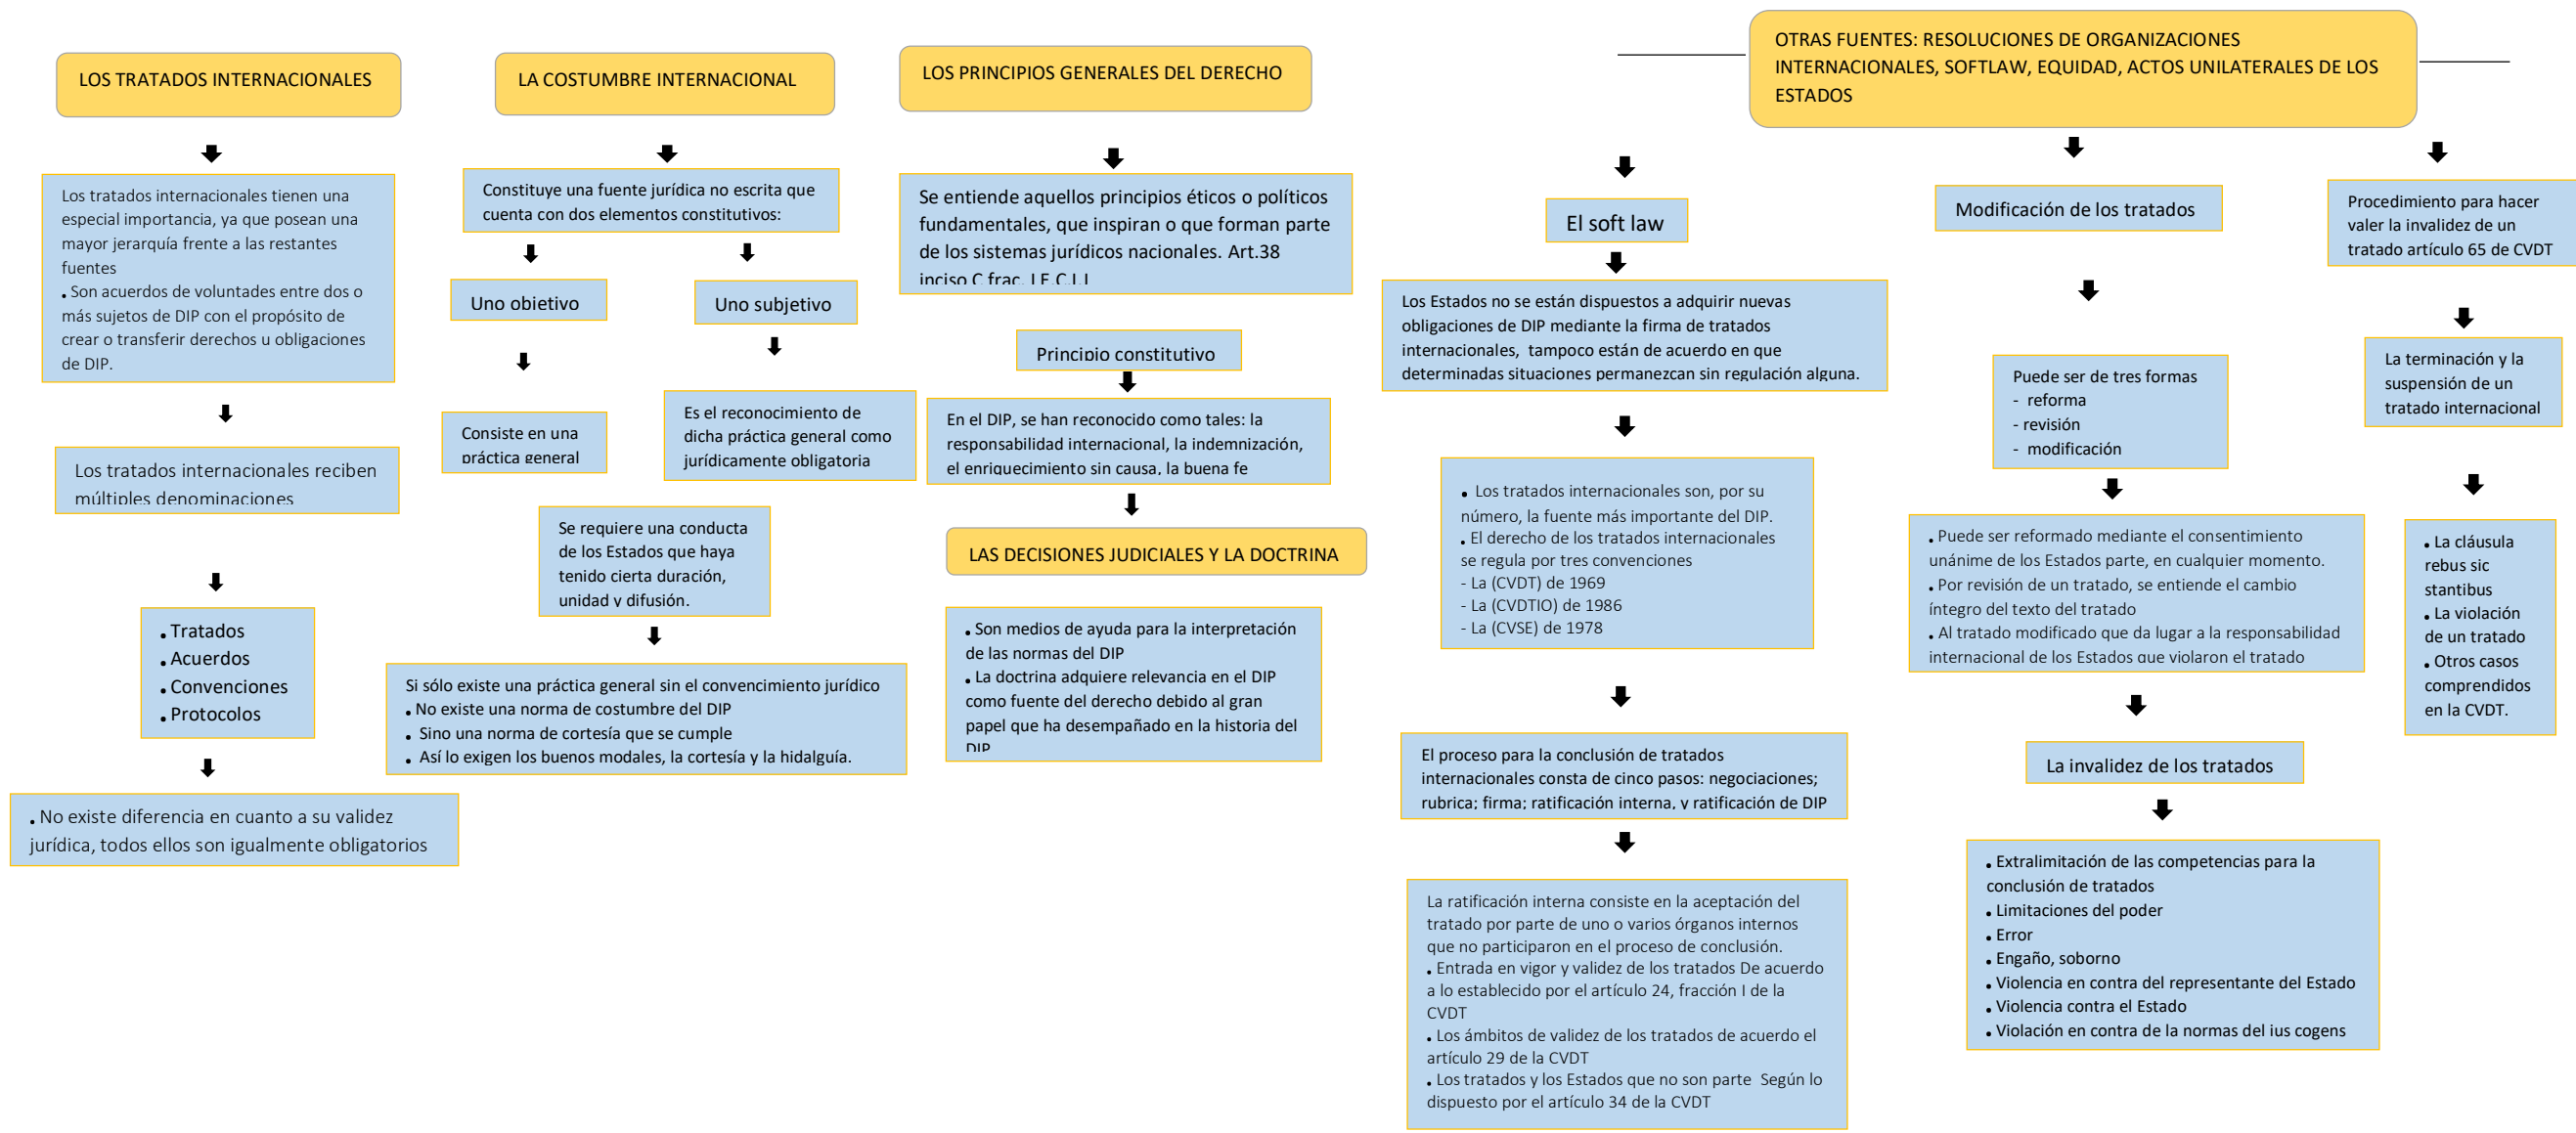 LOS TRATADOS INTERNACIONALES
Los tratados internacionales tienen una
especial importancia, ya que posean una
mayor jerarquía frente a las restantes
fuentes
• Son acuerdos de voluntades entre dos o
más sujetos de DIP con el propósito de
crear o transferir derechos u obligaciones
de DIP.
Los tratados internacionales reciben
múltiples denominaciones
• Tratados
• Acuerdos
• Convenciones
• Protocolos
• No existe diferencia en cuanto a su validez
jurídica, todos ellos son igualmente obligatorios
LA COSTUMBRE INTERNACIONAL
Constituye una fuente jurídica no escrita que
cuenta con dos elementos constitutivos:
Uno objetivo
Uno subjetivo
Consiste en una
práctica general
Es el reconocimiento de
dicha práctica general como
jurídicamente obligatoria
Se requiere una conducta
de los Estados que haya
tenido cierta duración,
unidad y difusión.
Si sólo existe una práctica general sin el convencimiento jurídico
• No existe una norma de costumbre del DIP
• Sino una norma de cortesía que se cumple
• Así lo exigen los buenos modales, la cortesía y la hidalguía.
LOS PRINCIPIOS GENERALES DEL DERECHO
Se entiende aquellos principios éticos o políticos
fundamentales, que inspiran o que forman parte
de los sistemas jurídicos nacionales. Art.38
inciso C frac. I E.C.I.J
Principio constitutivo
En el DIP, se han reconocido como tales: la
responsabilidad internacional, la indemnización,
el enriquecimiento sin causa, la buena fe
LAS DECISIONES JUDICIALES Y LA DOCTRINA
• Son medios de ayuda para la interpretación
de las normas del DIP
• La doctrina adquiere relevancia en el DIP
como fuente del derecho debido al gran
papel que ha desempañado en la historia del
DIP
OTRAS FUENTES: RESOLUCIONES DE ORGANIZACIONES
INTERNACIONALES, SOFTLAW, EQUIDAD, ACTOS UNILATERALES DE LOS
ESTADOS
El soft law
Los Estados no se están dispuestos a adquirir nuevas
obligaciones de DIP mediante la firma de tratados
internacionales, tampoco están de acuerdo en que
determinadas situaciones permanezcan sin regulación alguna.
• Los tratados internacionales son, por su
número, la fuente más importante del DIP.
• El derecho de los tratados internacionales
se regula por tres convenciones
- La (CVDT) de 1969
- La (CVDTIO) de 1986
- La (CVSE) de 1978
El proceso para la conclusión de tratados
internacionales consta de cinco pasos: negociaciones;
rubrica; firma; ratificación interna, y ratificación de DIP
La ratificación interna consiste en la aceptación del
tratado por parte de uno o varios órganos internos
que no participaron en el proceso de conclusión.
• Entrada en vigor y validez de los tratados De acuerdo
a lo establecido por el artículo 24, fracción I de la
CVDT
• Los ámbitos de validez de los tratados de acuerdo el
artículo 29 de la CVDT
• Los tratados y los Estados que no son parte Según lo
dispuesto por el artículo 34 de la CVDT
Modificación de los tratados
Puede ser de tres formas
- reforma
- revisión
- modificación
• Puede ser reformado mediante el consentimiento
unánime de los Estados parte, en cualquier momento.
• Por revisión de un tratado, se entiende el cambio
íntegro del texto del tratado
• Al tratado modificado que da lugar a la responsabilidad
internacional de los Estados que violaron el tratado
La invalidez de los tratados
• Extralimitación de las competencias para la
conclusión de tratados
• Limitaciones del poder
• Error
• Engaño, soborno
• Violencia en contra del representante del Estado
• Violencia contra el Estado
• Violación en contra de la normas del ius cogens
Procedimiento para hacer
valer la invalidez de un
tratado artículo 65 de CVDT
La terminación y la
suspensión de un
tratado internacional
• La cláusula
rebus sic
stantibus
• La violación
de un tratado
• Otros casos
comprendidos
en la CVDT.